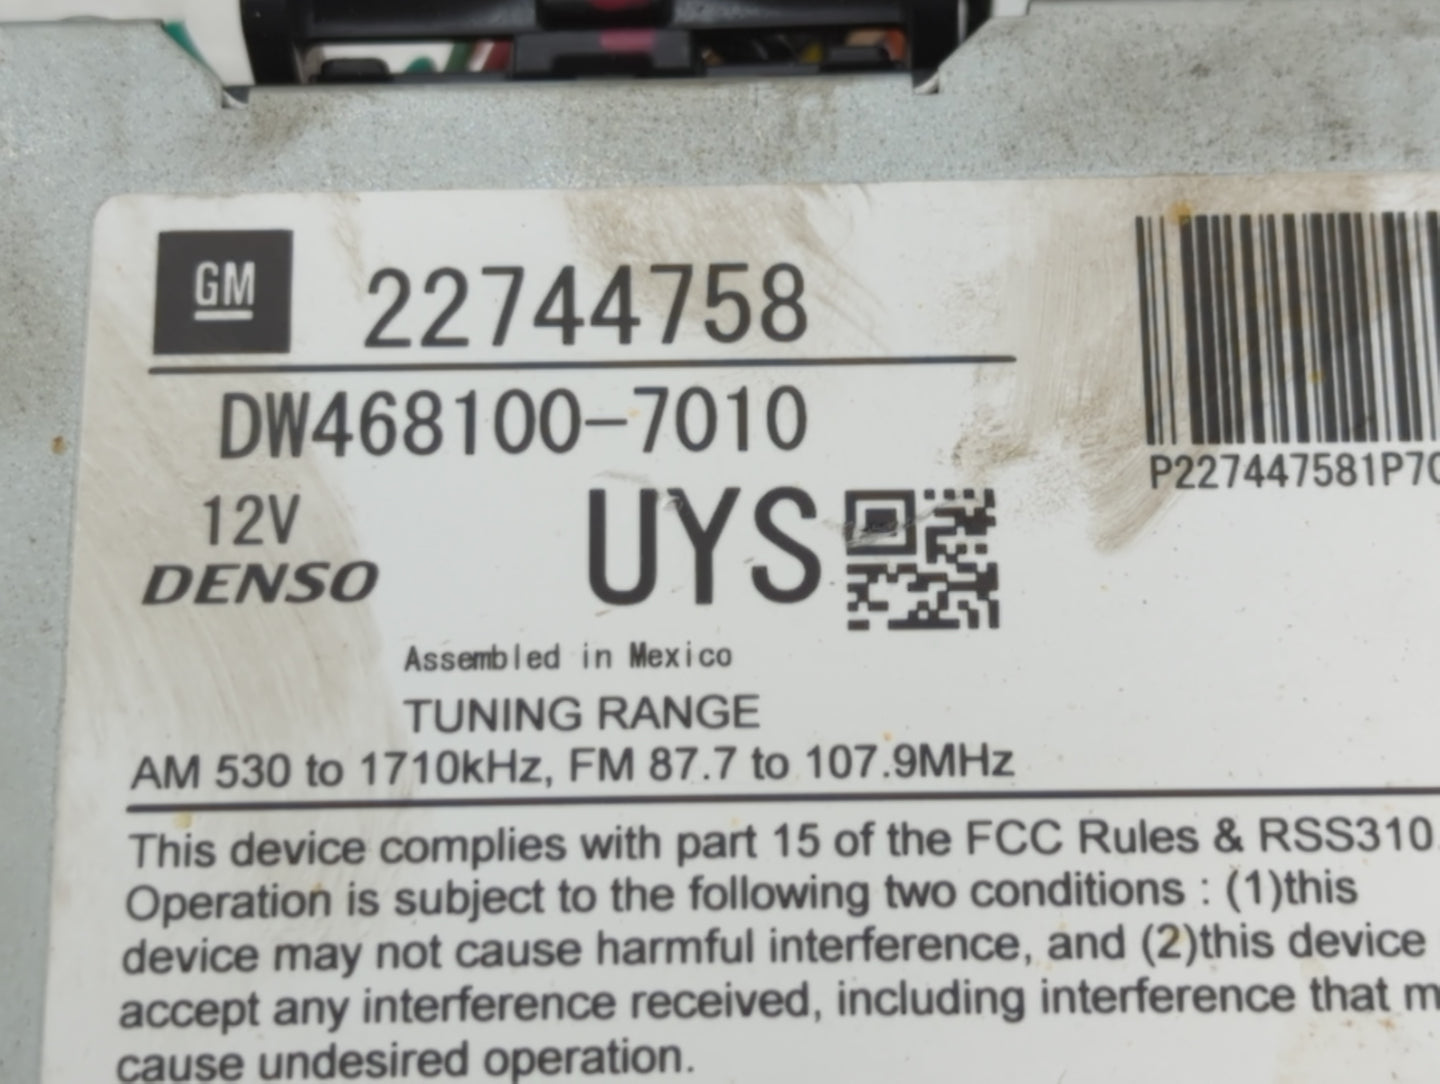 GM 22744758
DW468100-7010
P227447581P70
12V
UYS
DENSO
Assembled in Mexico
TUNING RANGE
AM 530 to 1710kHz, FM 87.7 to 107.9MHz
This device complies with part 15 of the FCC Rules & RSS310.
Operation is subject to the following two conditions : (1)this
device may not cause harmful interference, and (2)this device
accept any interference received, including interference that
cause undesired operation.